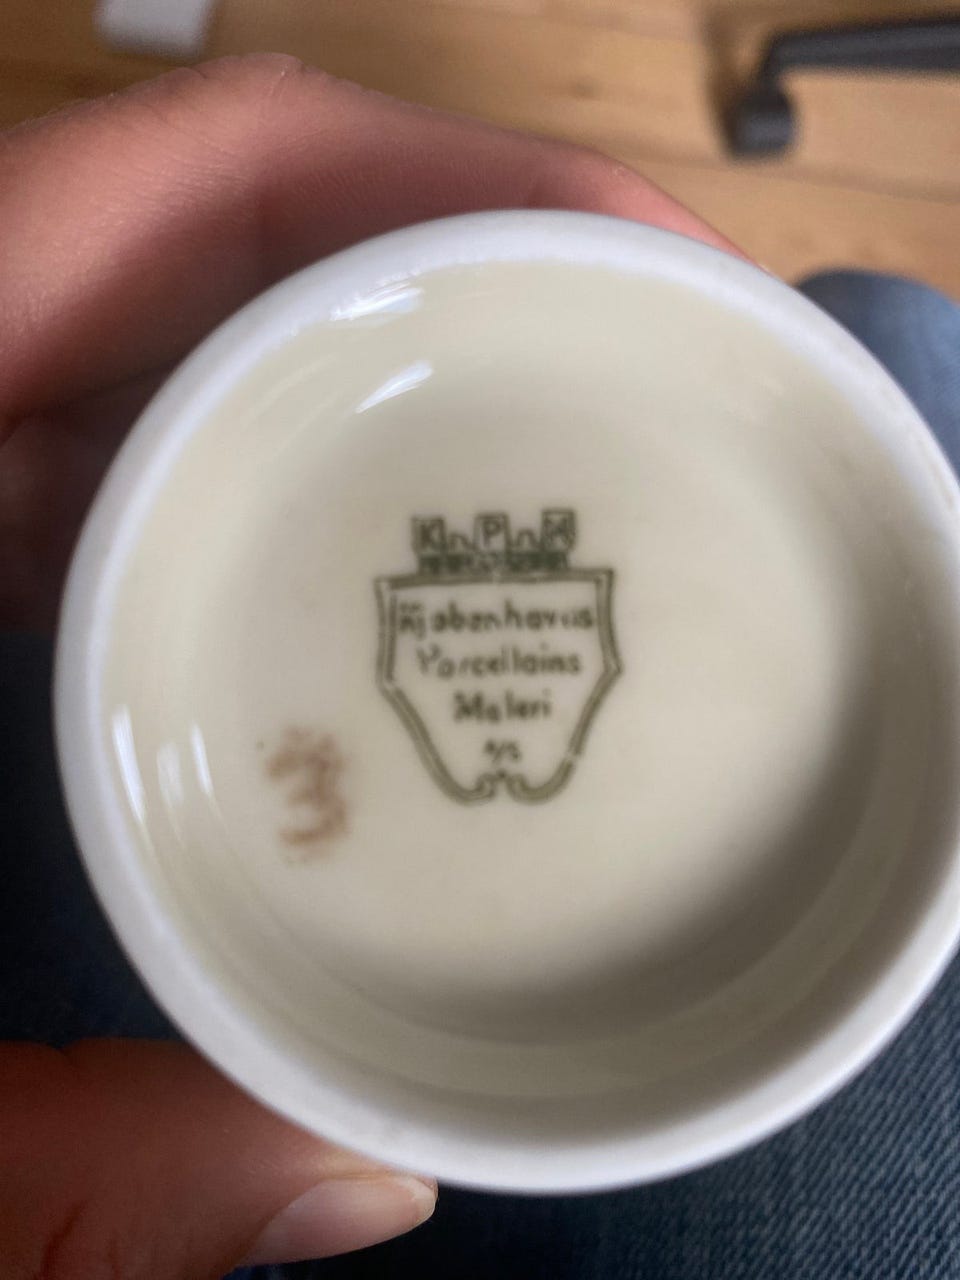 K P M
Kjøbenhavns
Porcellains
Maleri
A/S
3